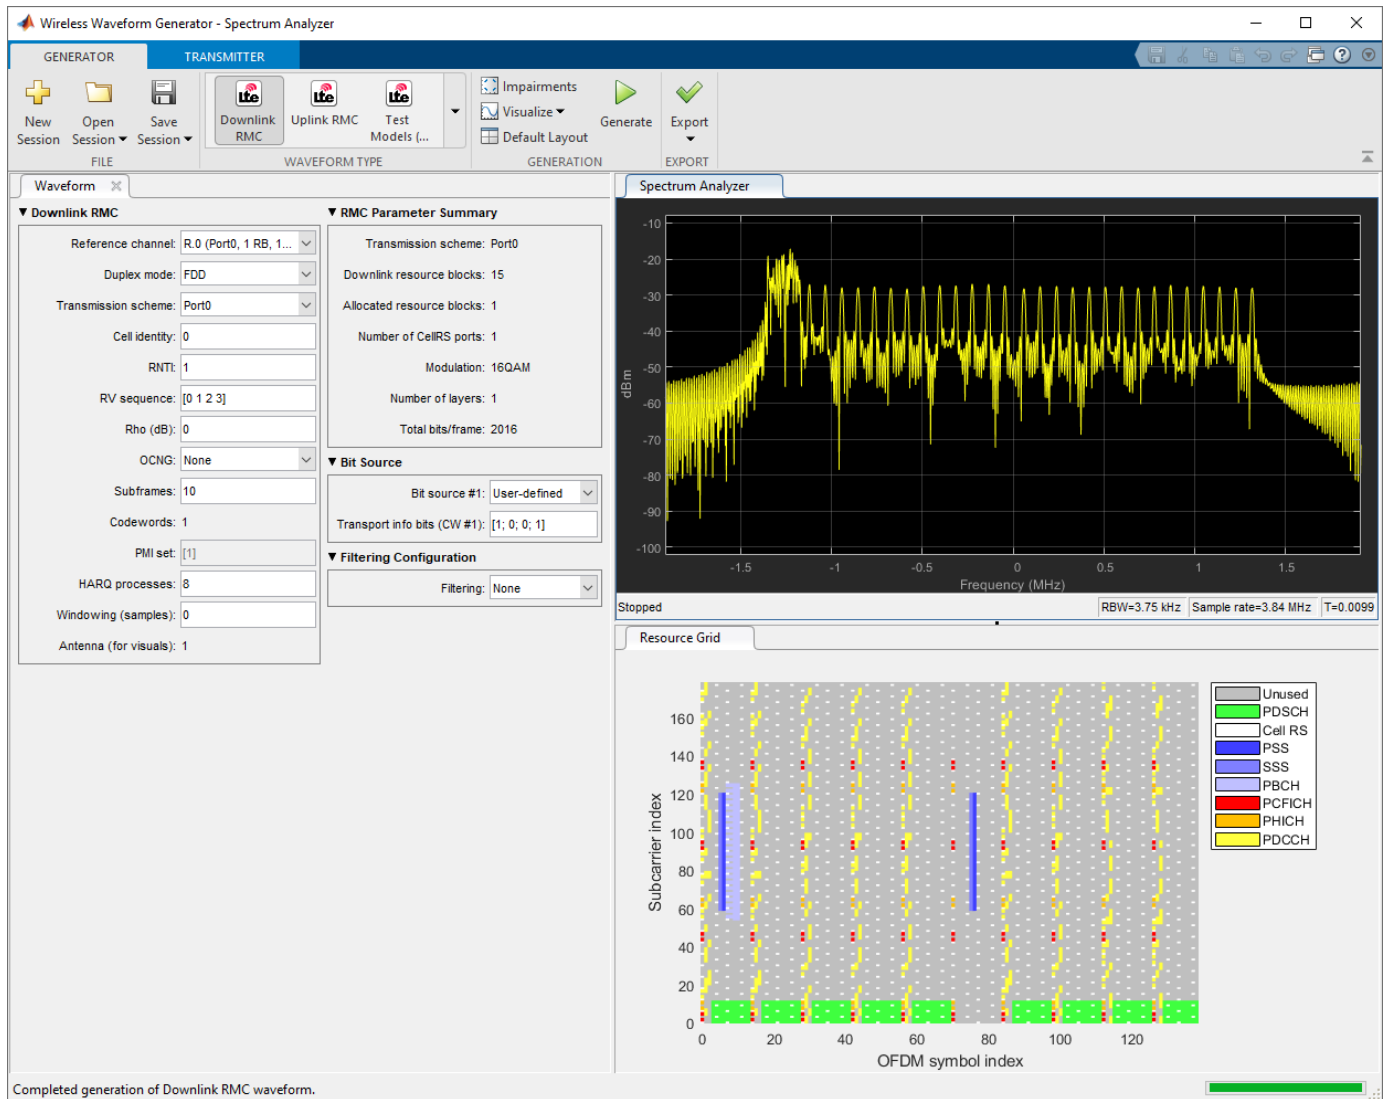 Wireless Waveform Generator - Spectrum Analyzer
GENERATOR
TRANSMITTER
New Session
Open Session
Save Session
FILE
LTE
Downlink RMC
LTE
Uplink RMC
LTE
Test Models (...
WAVEFORM TYPE
Impairments
Visualize
Default Layout
Generate
GENERATION
Export
EXPORT
Waveform
Downlink RMC
Reference channel: R.0 (Port0, 1 RB, 1...
Duplex mode: FDD
Transmission scheme: Port0
Cell identity: 0
RNTI: 1
RV sequence: [0 1 2 3]
Rho (dB): 0
OCNG: None
Subframes: 10
Codewords: 1
PMI set: [1]
HARQ processes: 8
Windowing (samples): 0
Antenna (for visuals): 1
RMC Parameter Summary
Transmission scheme: Port0
Downlink resource blocks: 15
Allocated resource blocks: 1
Number of CellRS ports: 1
Modulation: 16QAM
Number of layers: 1
Total bits/frame: 2016
Bit Source
Bit source #1: User-defined
Transport info bits (CW #1): [1; 0; 0; 1]
Filtering Configuration
Filtering: None
Spectrum Analyzer
-10
-20
-30
-40
-50
-60
-70
-80
-90
-100
dBm
-1.5 -1 -0.5 0 0.5 1 1.5
Frequency (MHz)
Stopped
RBW=3.75 kHz Sample rate=3.84 MHz T=0.0099
Resource Grid
160
140
120
100
80
60
40
20
0
Subcarrier index
0 20 40 60 80 100 120
OFDM symbol index
Unused
PDSCH
Cell RS
PSS
SSS
PBCH
PCFICH
PHICH
PDCCH
Completed generation of Downlink RMC waveform.